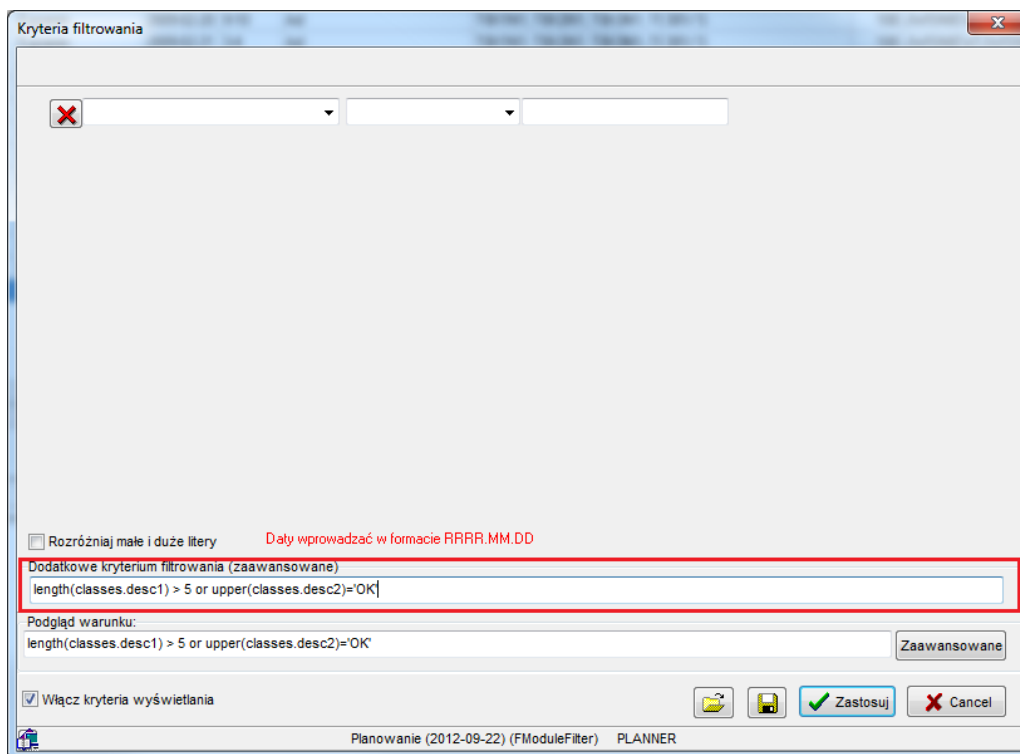 Kryteria filtrowania
Rozróżniaj małe i duże litery
Daty wprowadzać w formacie RRRR.MM.DD
Dodatkowe kryterium filtrowania (zaawansowane)
length(classes.desc1) > 5 or upper(classes.desc2)='OK'
Podgląd warunku:
length(classes.desc1) > 5 or upper(classes.desc2)='OK'
Zaawansowane
Włącz kryteria wyświetlania
Zastosuj
Cancel
Planowanie (2012-09-22) (FModuleFilter) PLANNER